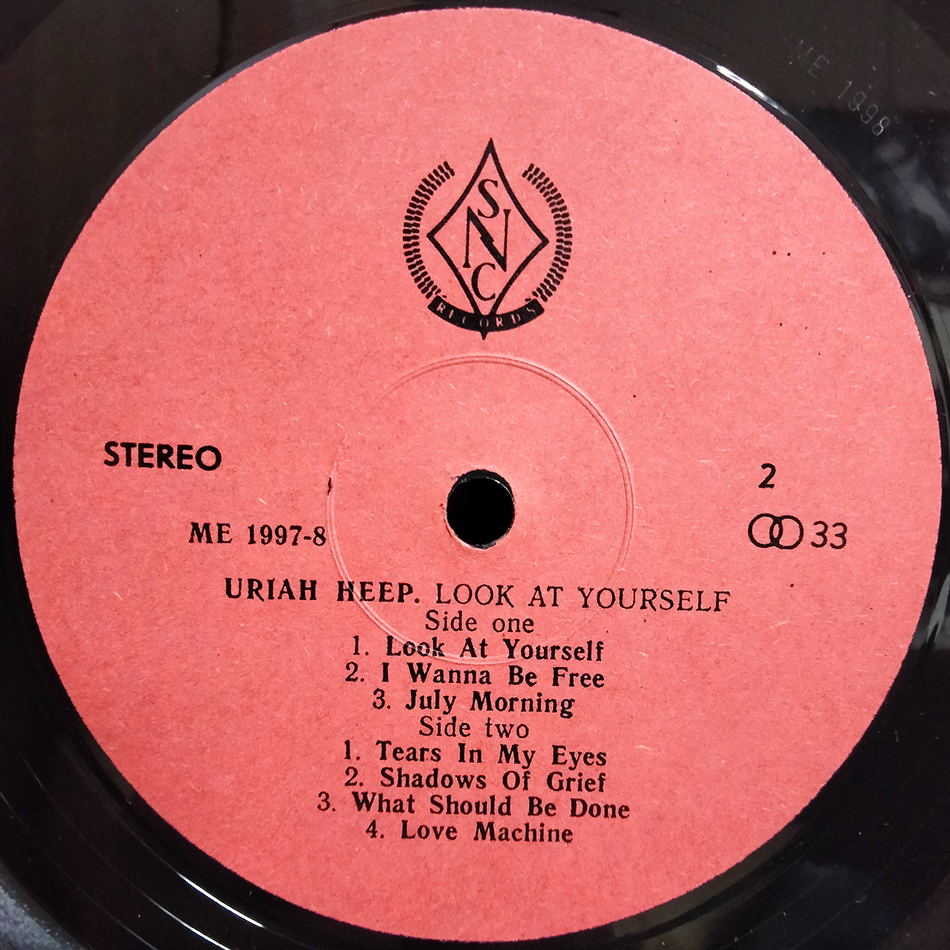 ME 1998
S
N
C
RECORDS
STEREO
2
33
ME 1997-8
URIAH HEEP. LOOK AT YOURSELF
Side one
1. Look At Yourself
2. I Wanna Be Free
3. July Morning
Side two
1. Tears In My Eyes
2. Shadows Of Grief
3. What Should Be Done
4. Love Machine